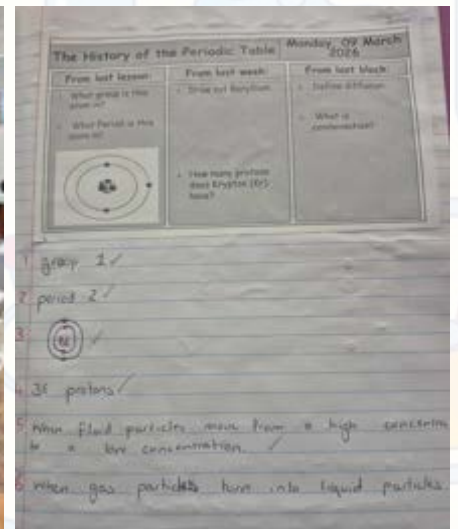 The History of the Periodic Table
Monday, 09 March 2026
From last lesson:
What group is this atom in?
What Period is this atom in?
From last week:
Draw out Beryllium
How many protons does Krypton (Kr) have?
From last block:
Define diffusion
What is condensation?
1 group 1 ✓
2 period 2 ✓
3 Be ✓
4 36 protons ✓
5 When fluid particles move from a high
to a low concentration. ✓
6 When gas particles turn into liquid particles.